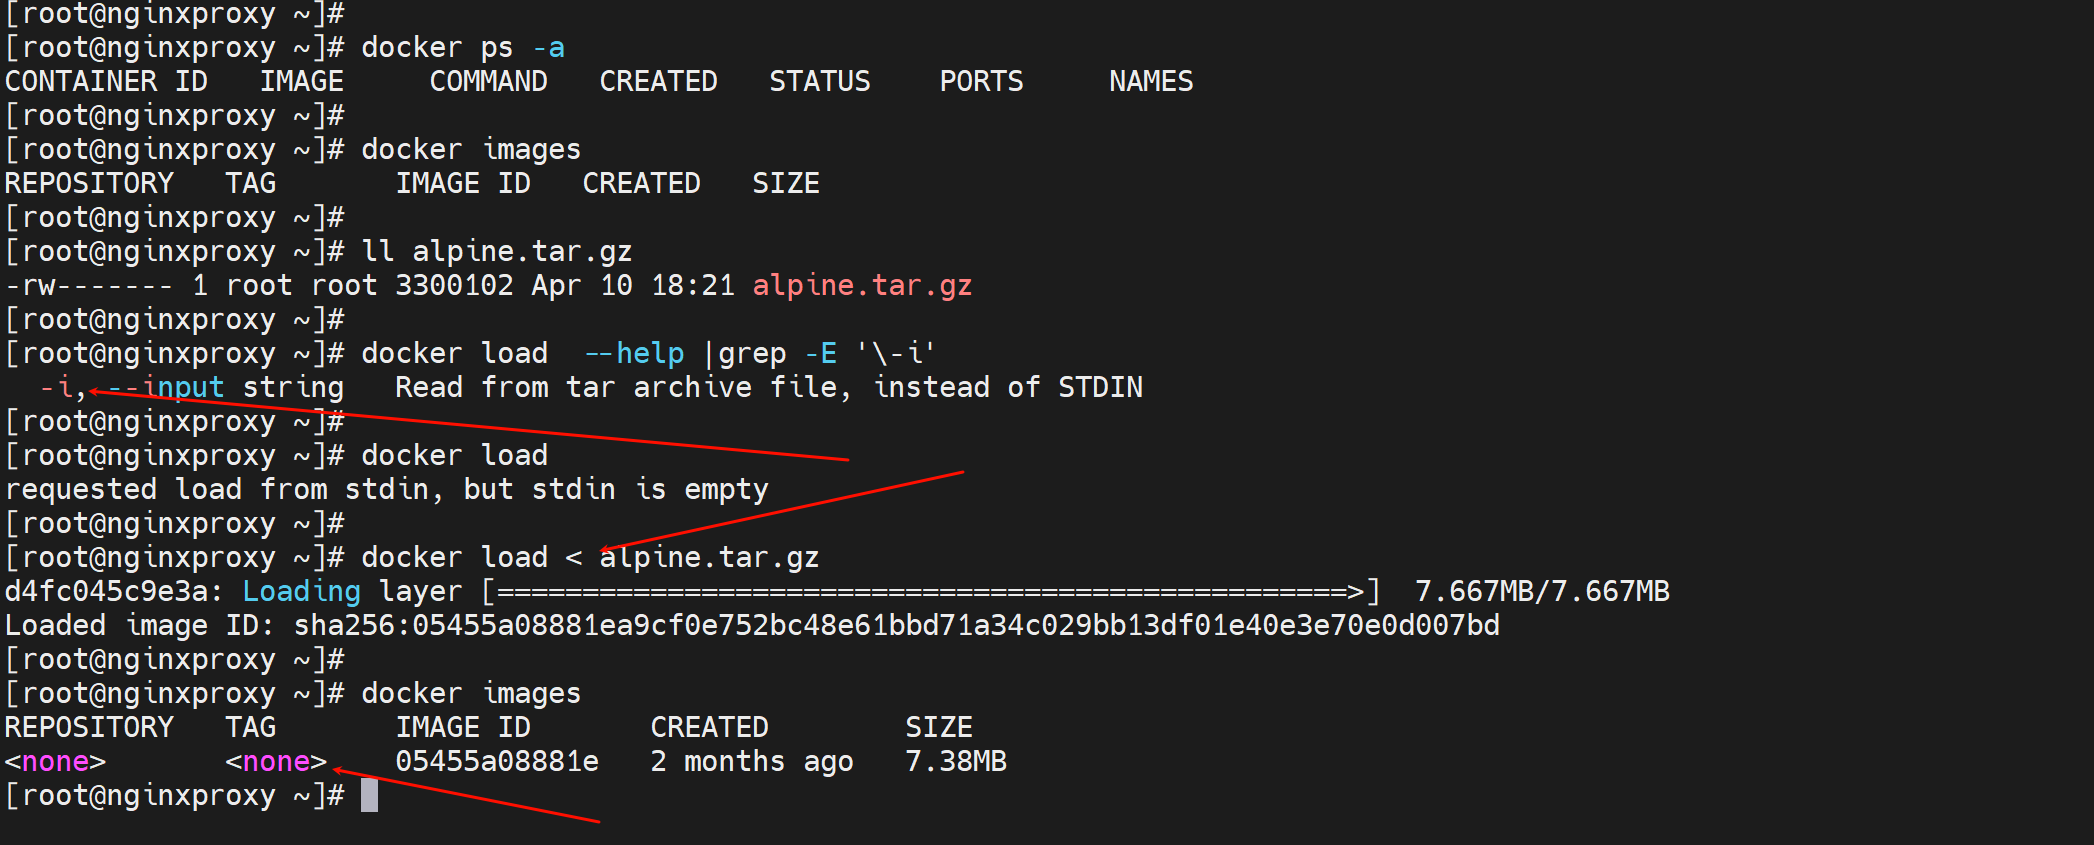 [root@nginxproxy ~]#
[root@nginxproxy ~]# docker ps -a
CONTAINER ID   IMAGE     COMMAND   CREATED   STATUS    PORTS     NAMES
[root@nginxproxy ~]#
[root@nginxproxy ~]# docker images
REPOSITORY   TAG       IMAGE ID   CREATED   SIZE
[root@nginxproxy ~]#
[root@nginxproxy ~]# ll alpine.tar.gz
-rw------- 1 root root 3300102 Apr 10 18:21 alpine.tar.gz
[root@nginxproxy ~]#
[root@nginxproxy ~]# docker load  --help |grep -E '\-i'
  -i, --input string   Read from tar archive file, instead of STDIN
[root@nginxproxy ~]#
[root@nginxproxy ~]# docker load
requested load from stdin, but stdin is empty
[root@nginxproxy ~]#
[root@nginxproxy ~]# docker load < alpine.tar.gz
d4fc045c9e3a: Loading layer [==================================================>]  7.667MB/7.667MB
Loaded image ID: sha256:05455a08881ea9cf0e752bc48e61bbd71a34c029bb13df01e40e3e70e0d007bd
[root@nginxproxy ~]#
[root@nginxproxy ~]# docker images
REPOSITORY   TAG       IMAGE ID       CREATED        SIZE
<none>       <none>    05455a08881e   2 months ago   7.38MB
[root@nginxproxy ~]#